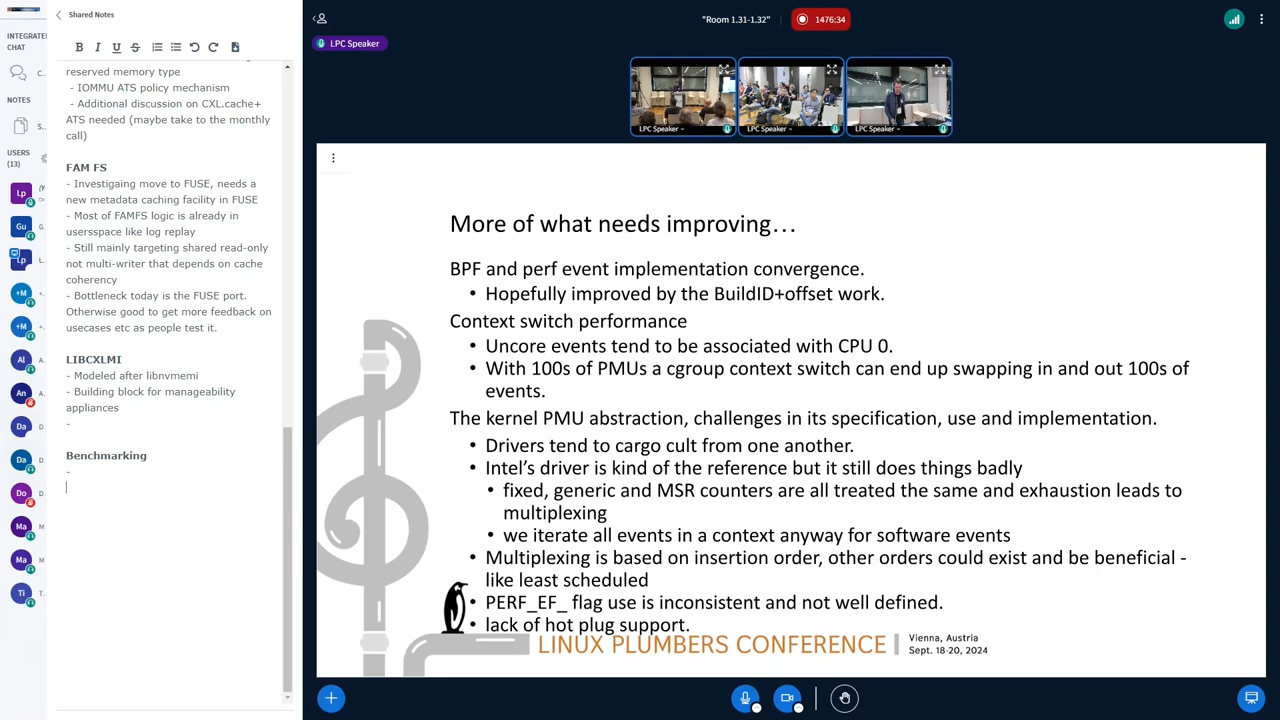 Shared Notes
INTEGRATE
CHAT
C..
NOTES
S...
USERS
(13)
Lp
M..
Gu
U..
Lp
L..
+M
+..
+M
+..
Al
A.
An
A.
Da
D.
Da
D.
Do
D.
Ma
M.
Ma
M.
Ti
T..
B I U S
reserved memory type
- IOMMU ATS policy mechanism
- Additional discussion on CXL.cache+
ATS needed (maybe take to the monthly
call)
FAM FS
- Investigaing move to FUSE, needs a
new metadata caching facility in FUSE
- Most of FAMFS logic is already in
usersspace like log replay
- Still mainly targeting shared read-only
not multi-writer that depends on cache
coherency
- Bottleneck today is the FUSE port.
Otherwise good to get more feedback on
usecases etc as people test it.
LIBCXLMI
- Modeled after libnvmemi
- Building block for manageability
appliances
-
Benchmarking
-
"Room 1.31-1.32"
1476:34
LPC Speaker
LPC Speaker
LPC Speaker
LPC Speaker
More of what needs improving...
BPF and perf event implementation convergence.
• Hopefully improved by the BuildID+offset work.
Context switch performance
• Uncore events tend to be associated with CPU 0.
• With 100s of PMUs a cgroup context switch can end up swapping in and out 100s of
events.
The kernel PMU abstraction, challenges in its specification, use and implementation.
• Drivers tend to cargo cult from one another.
• Intel's driver is kind of the reference but it still does things badly
• fixed, generic and MSR counters are all treated the same and exhaustion leads to
multiplexing
• we iterate all events in a context anyway for software events
• Multiplexing is based on insertion order, other orders could exist and be beneficial -
like least scheduled
• PERF_EF_ flag use is inconsistent and not well defined.
• lack of hot plug support.
LINUX PLUMBERS CONFERENCE
Vienna, Austria
Sept. 18-20, 2024